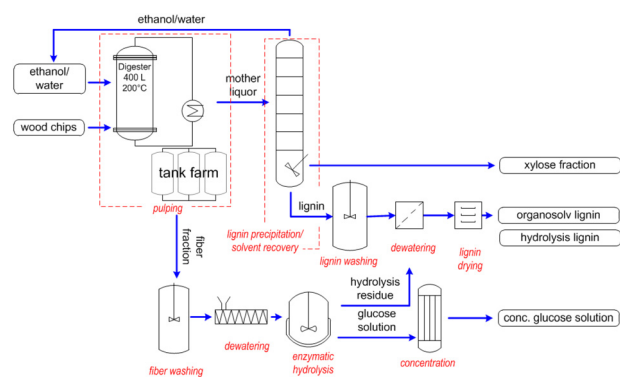 ethanol/water
Digester
400 L
200°C
ethanol/
water
mother
liquor
wood chips
tank farm
pulping
xylose fraction
lignin
organosolv lignin
fiber
fraction
lignin precipitation/
solvent recovery
lignin washing
dewatering
lignin
drying
hydrolysis lignin
hydrolysis
residue
glucose
solution
conc. glucose solution
dewatering
enzymatic
hydrolysis
concentration
fiber washing